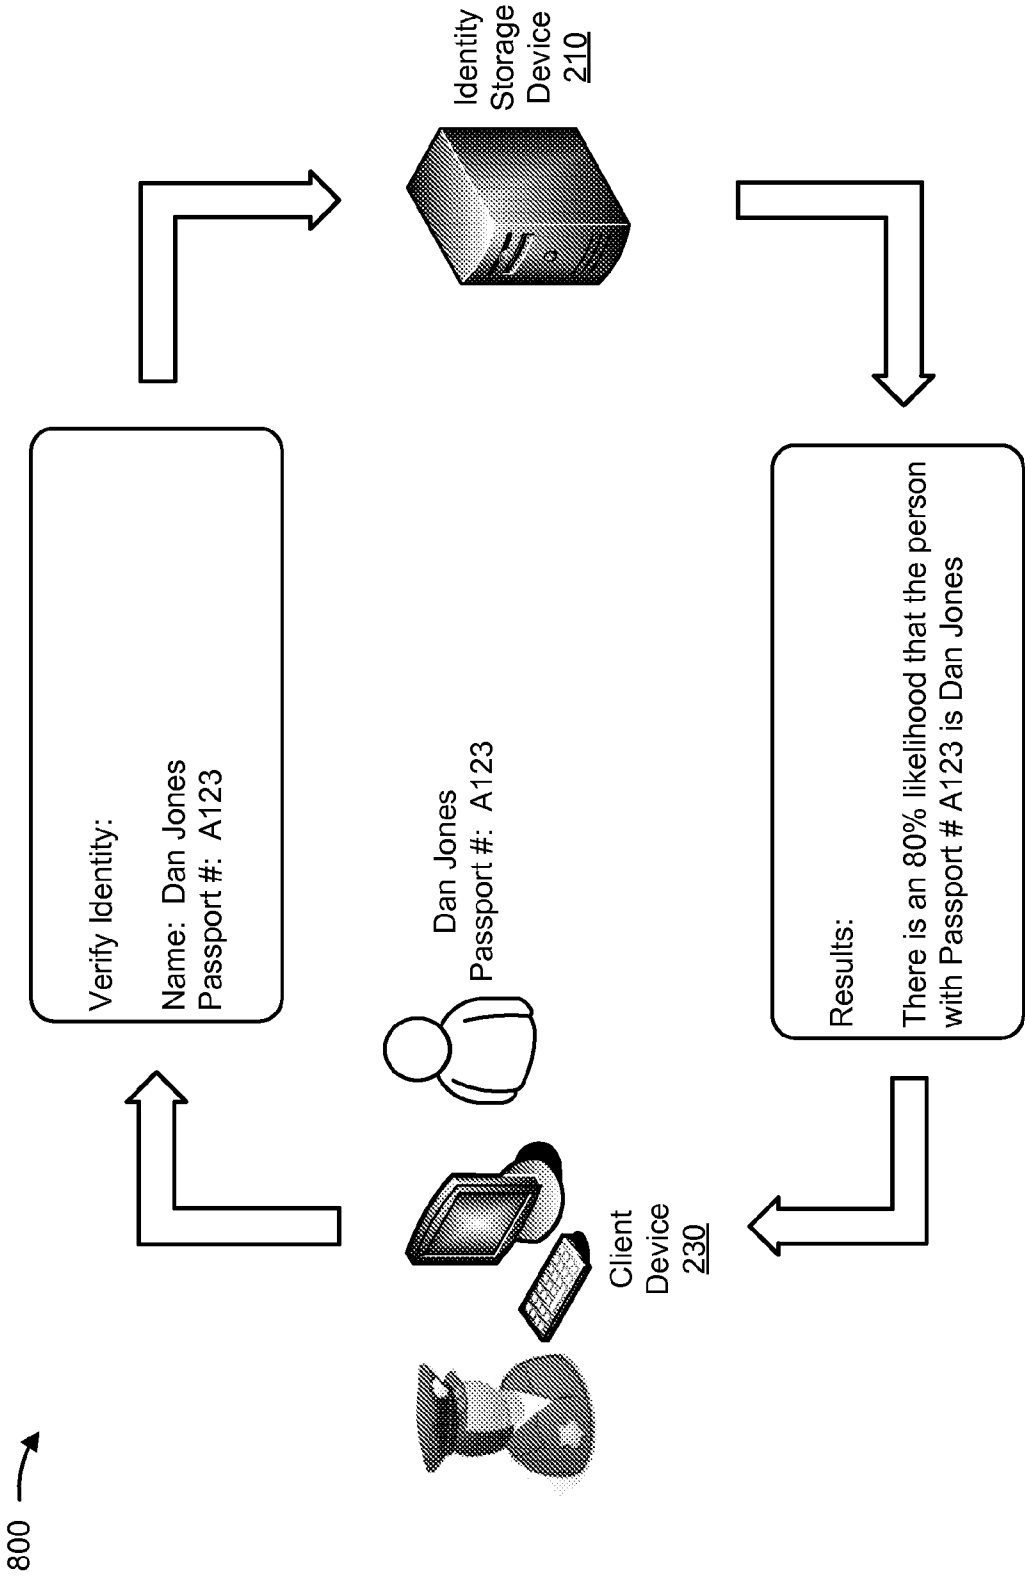 800
Verify Identity:
Name: Dan Jones
Passport #: A123
Dan Jones
Passport #: A123
Client
Device
230
Identity
Storage
Device
210
Results:
There is an 80% likelihood that the person
with Passport # A123 is Dan Jones